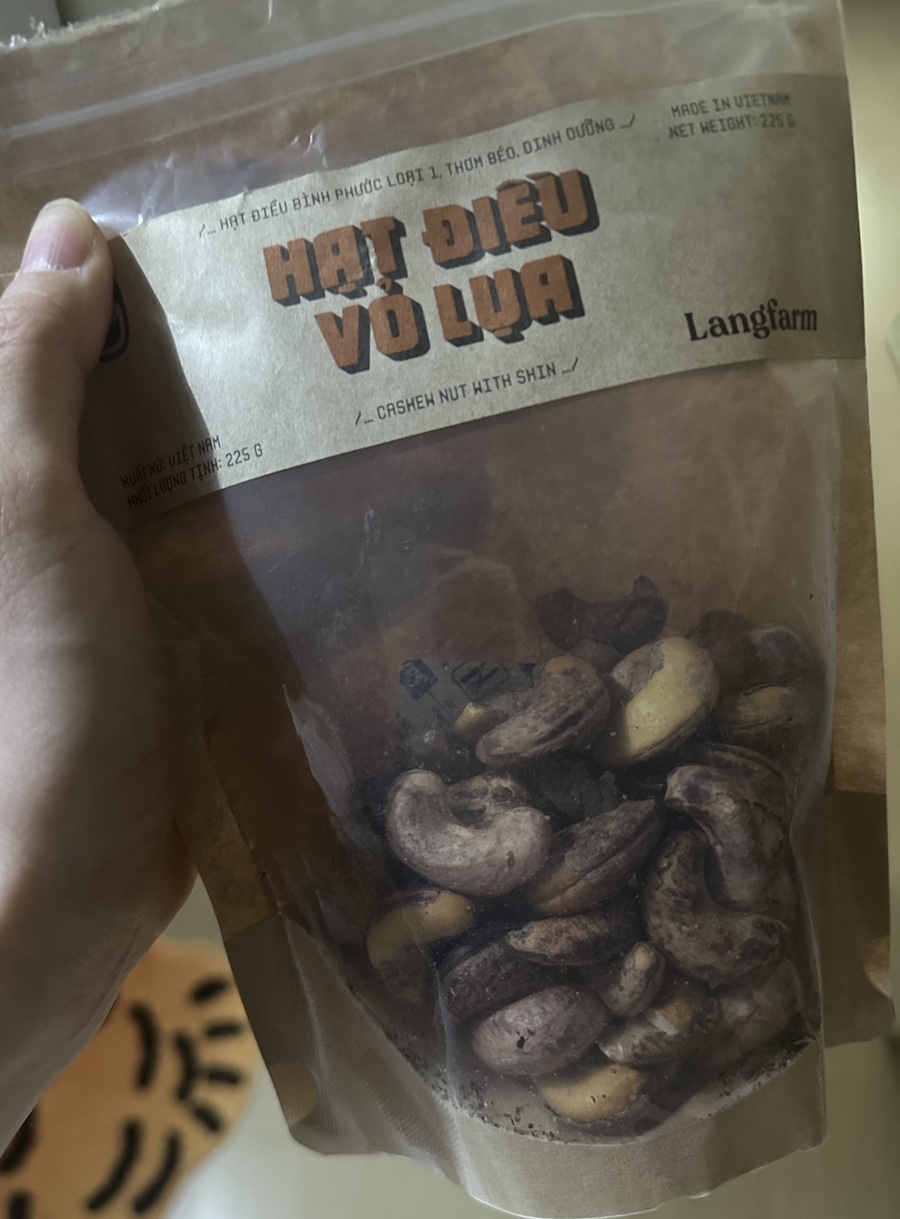 /... HẠT ĐIỀU BÌNH PHƯỚC LOẠI 1, THƠM BÉO, DINH DƯỠNG .../
MADE IN VIETNAM
NET WEIGHT: 225 G
HẠT ĐIỀU
VỎ LỤA
Langfarm
/... CASHEW NUT WITH SHIN .../
XUẤT XỨ: VIỆT NAM
KHỐI LƯỢNG TỊNH: 225 G